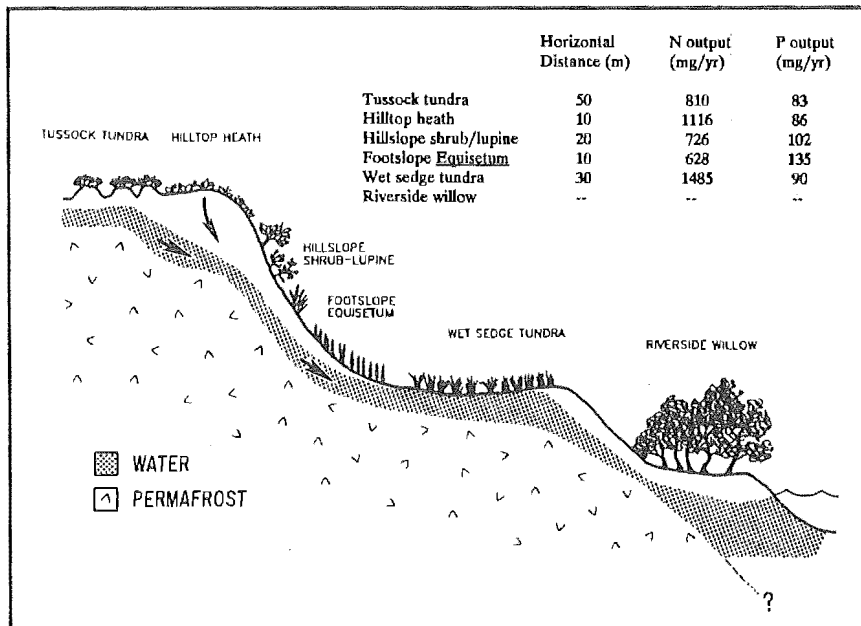 Horizontal N output P output
Distance (m) (mg/yr) (mg/yr)
Tussock tundra 50 810 83
Hilltop heath 10 1116 86
Hillslope shrub/lupine 20 726 102
Footslope Equisetum 10 628 135
Wet sedge tundra 30 1485 90
Riverside willow -- -- --
TUSSOCK TUNDRA HILLTOP HEATH
HILLSLOPE
SHRUB-LUPINE
FOOTSLOPE
EQUISETUM
WET SEDGE TUNDRA
RIVERSIDE WILLOW
WATER
PERMAFROST
?